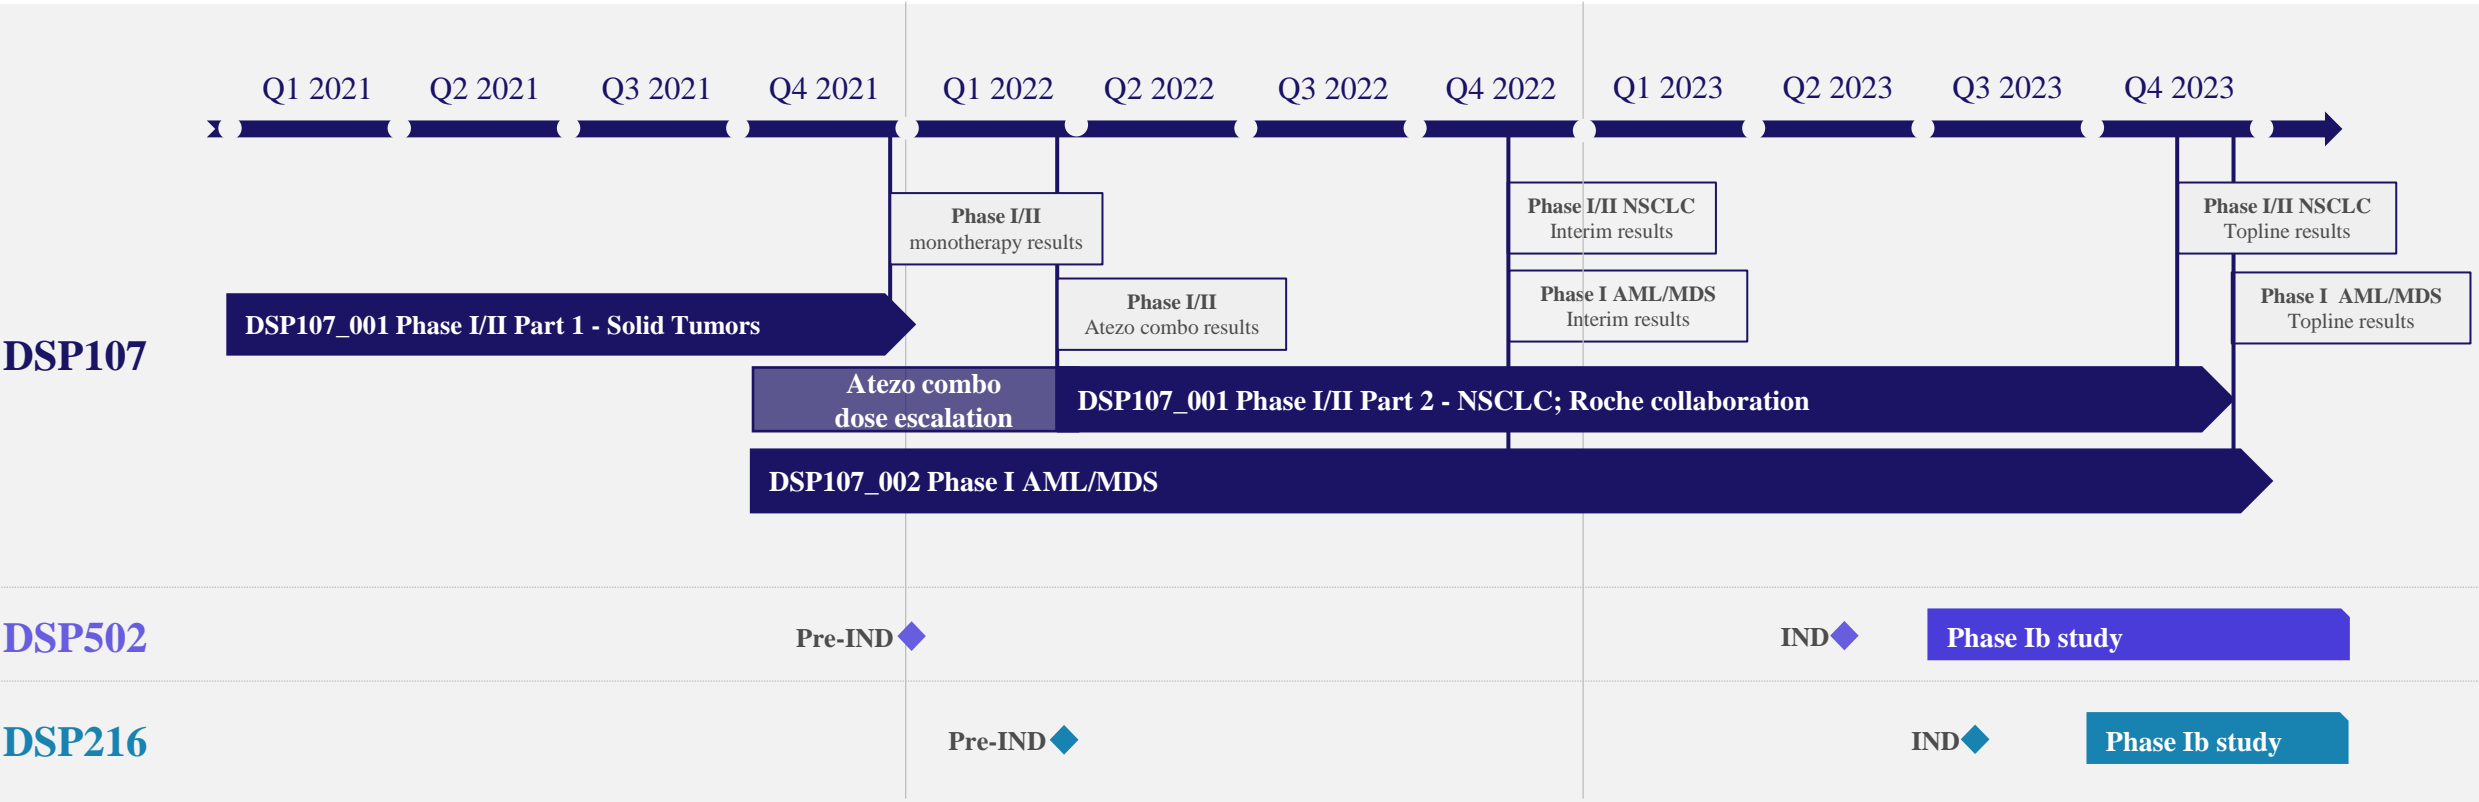 Q1 2021
Q2 2021
Q3 2021
Q4 2021
Q1 2022
Q2 2022
Q3 2022
Q4 2022
Q1 2023
Q2 2023
Q3 2023
Q4 2023
Phase I/II
monotherapy results
Phase I/II NSCLC
Interim results
Phase I/II NSCLC
Topline results
Phase I/II
Atezo combo results
Phase I AML/MDS
Interim results
Phase I  AML/MDS
Topline results
DSP107
DSP107_001 Phase I/II Part 1 - Solid Tumors
Atezo combo
dose escalation
DSP107_001 Phase I/II Part 2 - NSCLC; Roche collaboration
DSP107_002 Phase I AML/MDS
DSP502
Pre-IND
IND
Phase Ib study
DSP216
Pre-IND
IND
Phase Ib study